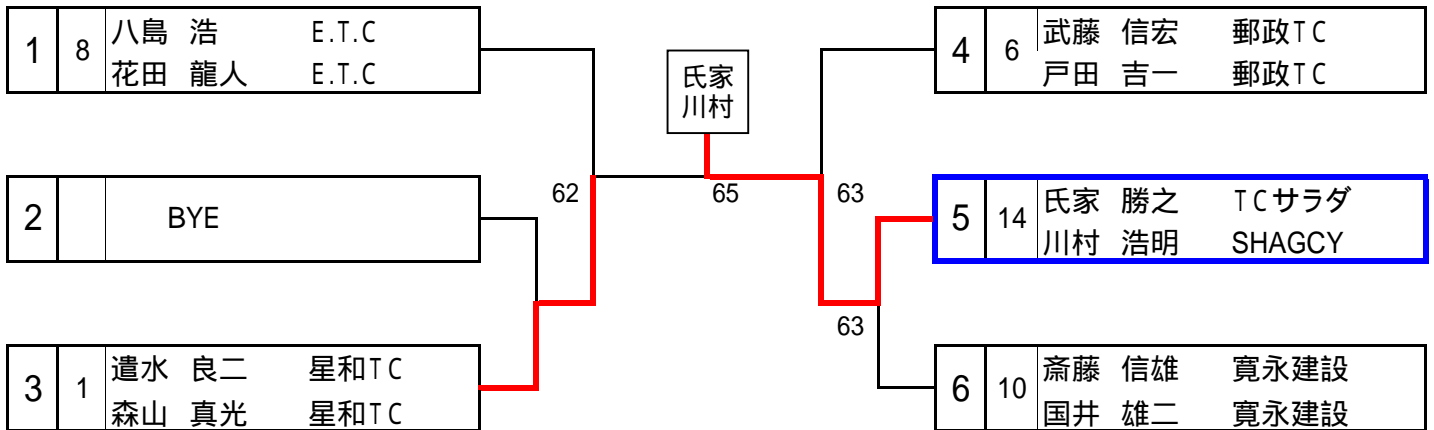 1 8 八島 浩 E.T.C
花田 龍人 E.T.C
2 BYE
3 1 遣水 良二 星和TC
森山 真光 星和TC
62
氏家
川村
65
63
63
4 6 武藤 信宏 郵政TC
戸田 吉一 郵政TC
5 14 氏家 勝之 TCサラダ
川村 浩明 SHAGCY
6 10 斎藤 信雄 寛永建設
国井 雄二 寛永建設